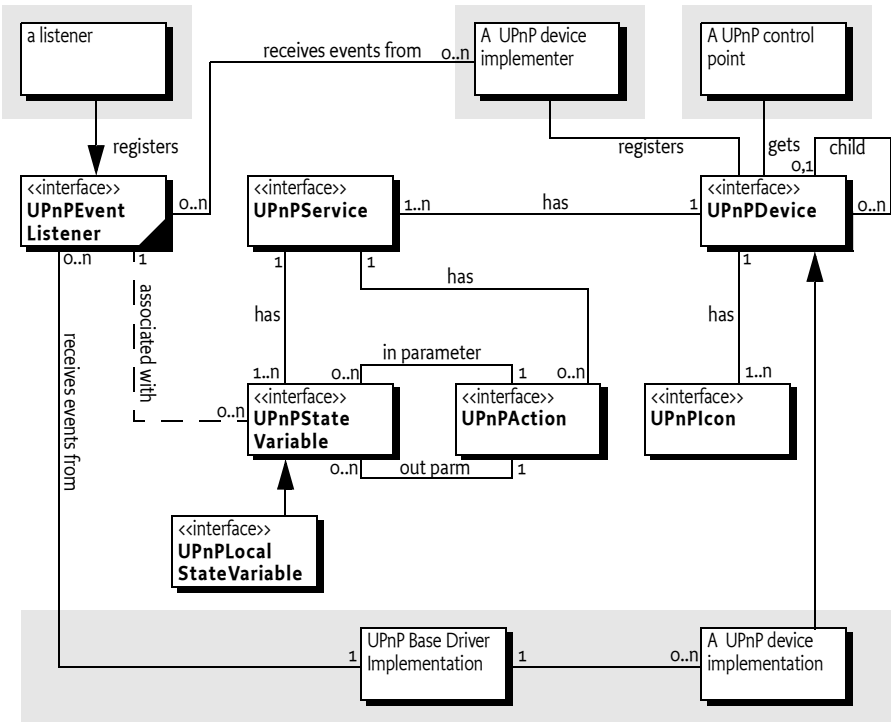 a listener
receives events from
0..n
A UPnP device
implementer
A UPnP control
point
registers
registers
gets
0,1
child
<<interface>>
UPnPEvent
Listener
0..n
<<interface>>
UPnPService
1..n
has
1
<<interface>>
UPnPDevice
0..n
0..n
1
1
1
1
has
associated with
has
has
receives events from
in parameter
1..n
0..n
1
0..n
1..n
0..n
<<interface>>
UPnPState
Variable
<<interface>>
UPnPAction
<<interface>>
UPnPIcon
0..n
out parm
1
<<interface>>
UPnPLocal
StateVariable
1
UPnP Base Driver
Implementation
1
0..n
A UPnP device
implementation